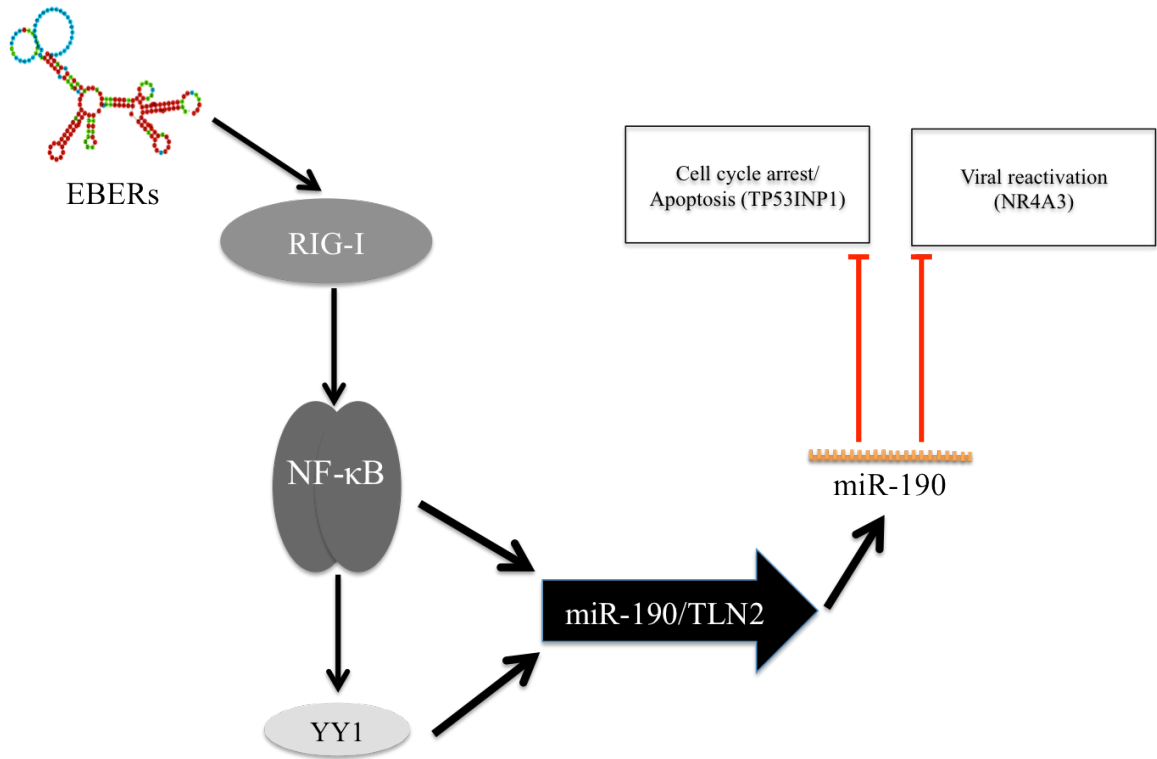 EBERs
RIG-I
NF-κB
YY1
miR-190/TLN2
miR-190
Cell cycle arrest/
Apoptosis (TP53INP1)
Viral reactivation
(NR4A3)